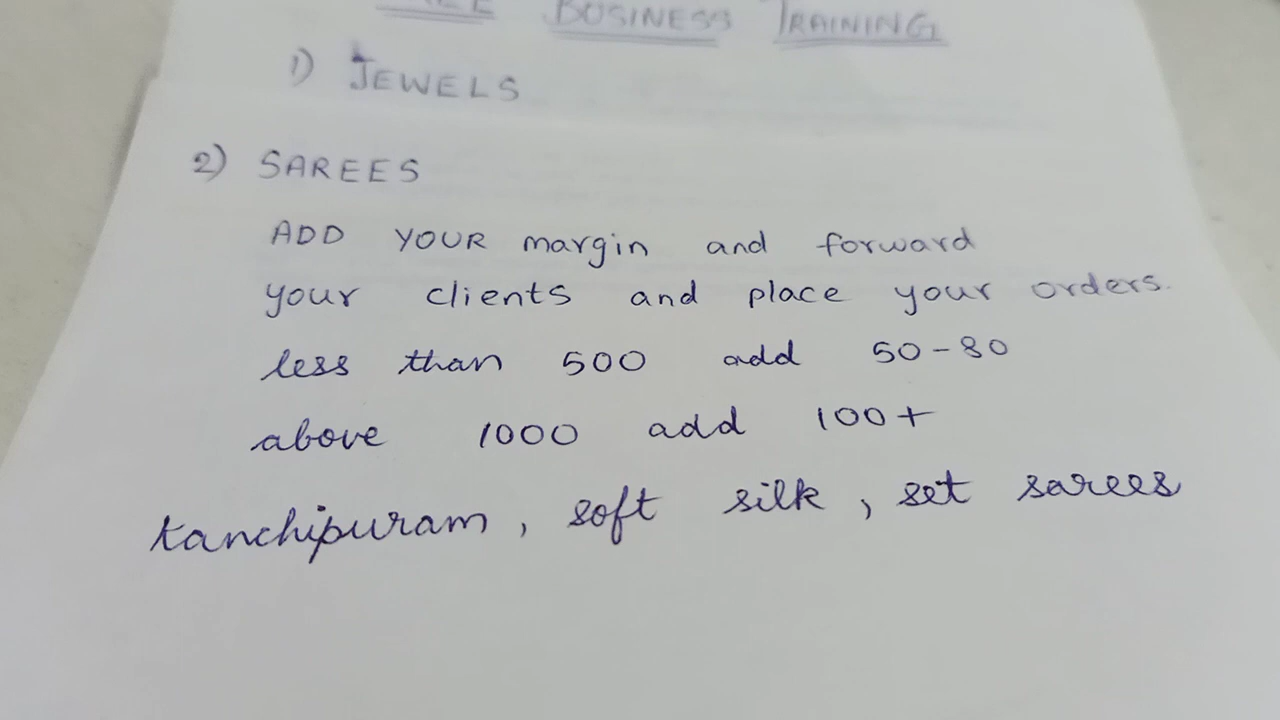 BUSINESS TRAINING
1) JEWELS
2) SAREES
ADD YOUR margin and forward
your clients and place your orders.
less than 500 add 50-80
above 1000 add 100+
kanchipuram, soft silk, set sarees